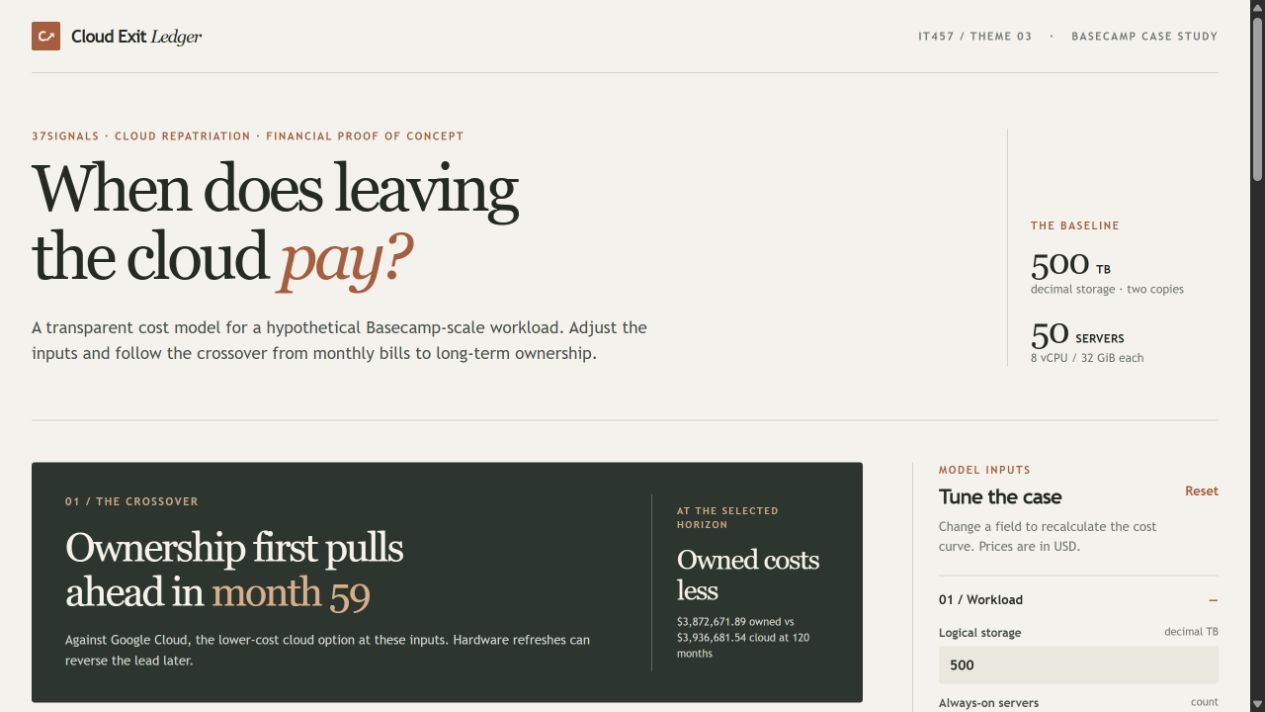 Cloud Exit Ledger
IT457 / THEME 03 · BASECAMP CASE STUDY
37SIGNALS · CLOUD REPATRIATION · FINANCIAL PROOF OF CONCEPT
When does leaving
the cloud pay?
A transparent cost model for a hypothetical Basecamp-scale workload. Adjust the
inputs and follow the crossover from monthly bills to long-term ownership.
THE BASELINE
500 TB
decimal storage · two copies
50 SERVERS
8 vCPU / 32 GiB each
01 / THE CROSSOVER
Ownership first pulls
ahead in month 59
Against Google Cloud, the lower-cost cloud option at these inputs. Hardware refreshes can
reverse the lead later.
AT THE SELECTED
HORIZON
Owned costs
less
$3,872,671.89 owned vs
$3,936,681.54 cloud at 120
months
MODEL INPUTS
Tune the case
Reset
Change a field to recalculate the cost
curve. Prices are in USD.
01 / Workload –
Logical storage decimal TB
500
Always-on servers count